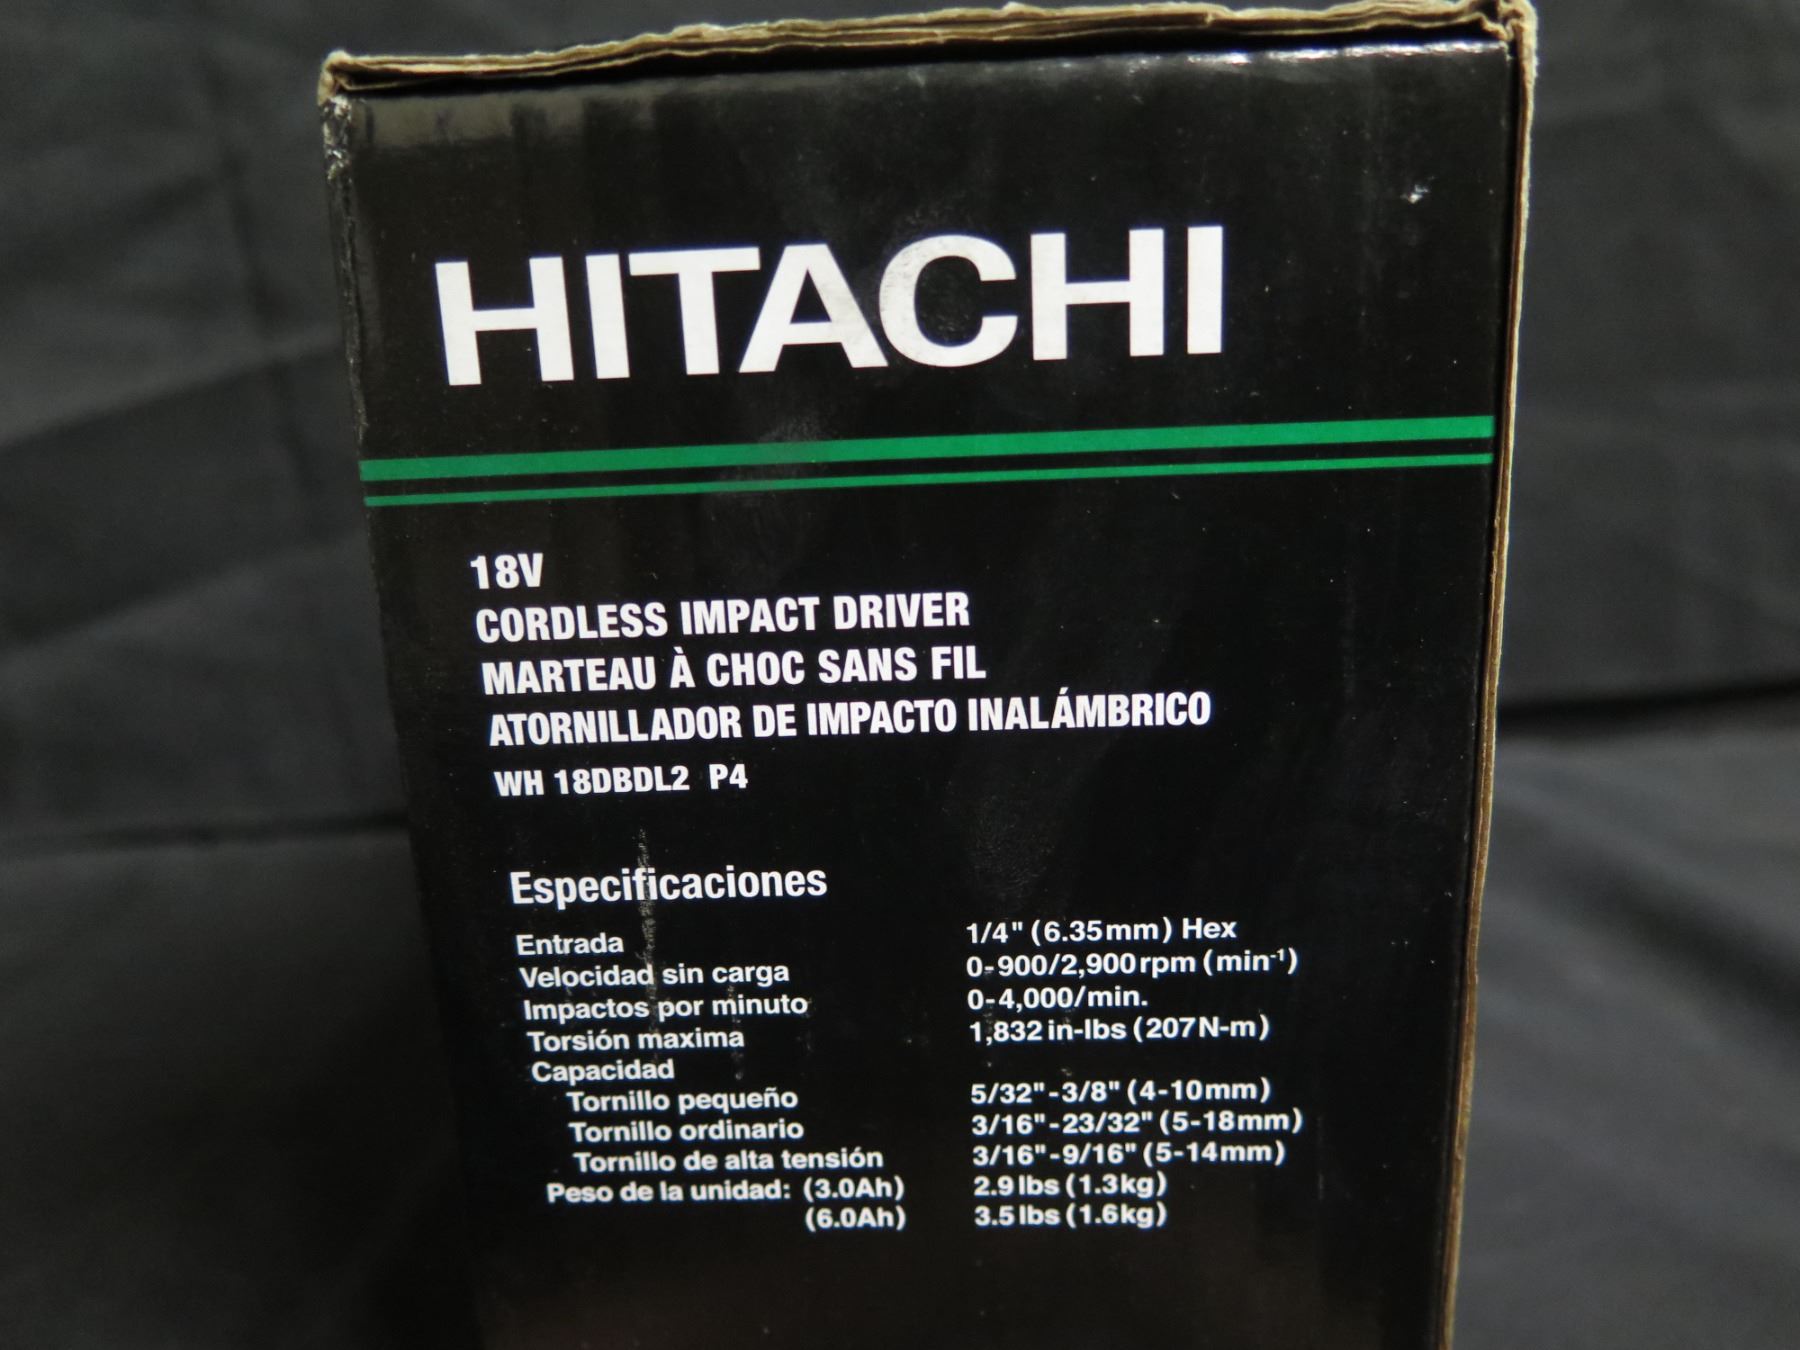 HITACHI
18V
CORDLESS IMPACT DRIVER
MARTEAU À CHOC SANS FIL
ATORNILLADOR DE IMPACTO INALÁMBRICO
WH 18DBDL2 P4
Especificaciones
Entrada 1/4" (6.35mm) Hex
Velocidad sin carga 0-900/2,900rpm (min⁻¹)
Impactos por minuto 0-4,000/min.
Torsión maxima 1,832 in-lbs (207N-m)
Capacidad
Tornillo pequeño 5/32"-3/8" (4-10mm)
Tornillo ordinario 3/16"-23/32" (5-18mm)
Tornillo de alta tensión 3/16"-9/16" (5-14mm)
Peso de la unidad: (3.0Ah) 2.9 lbs (1.3kg)
(6.0Ah) 3.5 lbs (1.6kg)